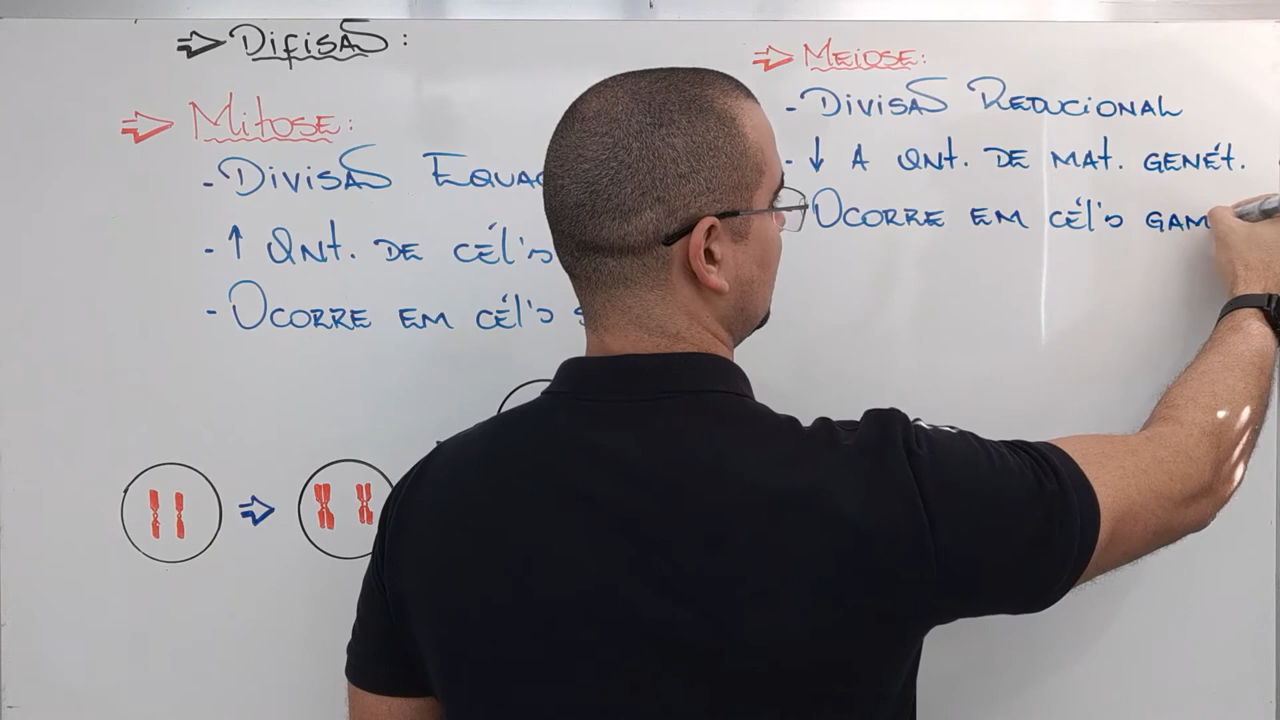 ⇒ Difisão:
⇒ Mitose:
- Divisão Equac
- ↑ Qnt. de cél's
- Ocorre em cél's
⇒ Meiose:
- Divisão Reducional
- ↓ a Qnt. de mat. genét.
Ocorre em cél's gam